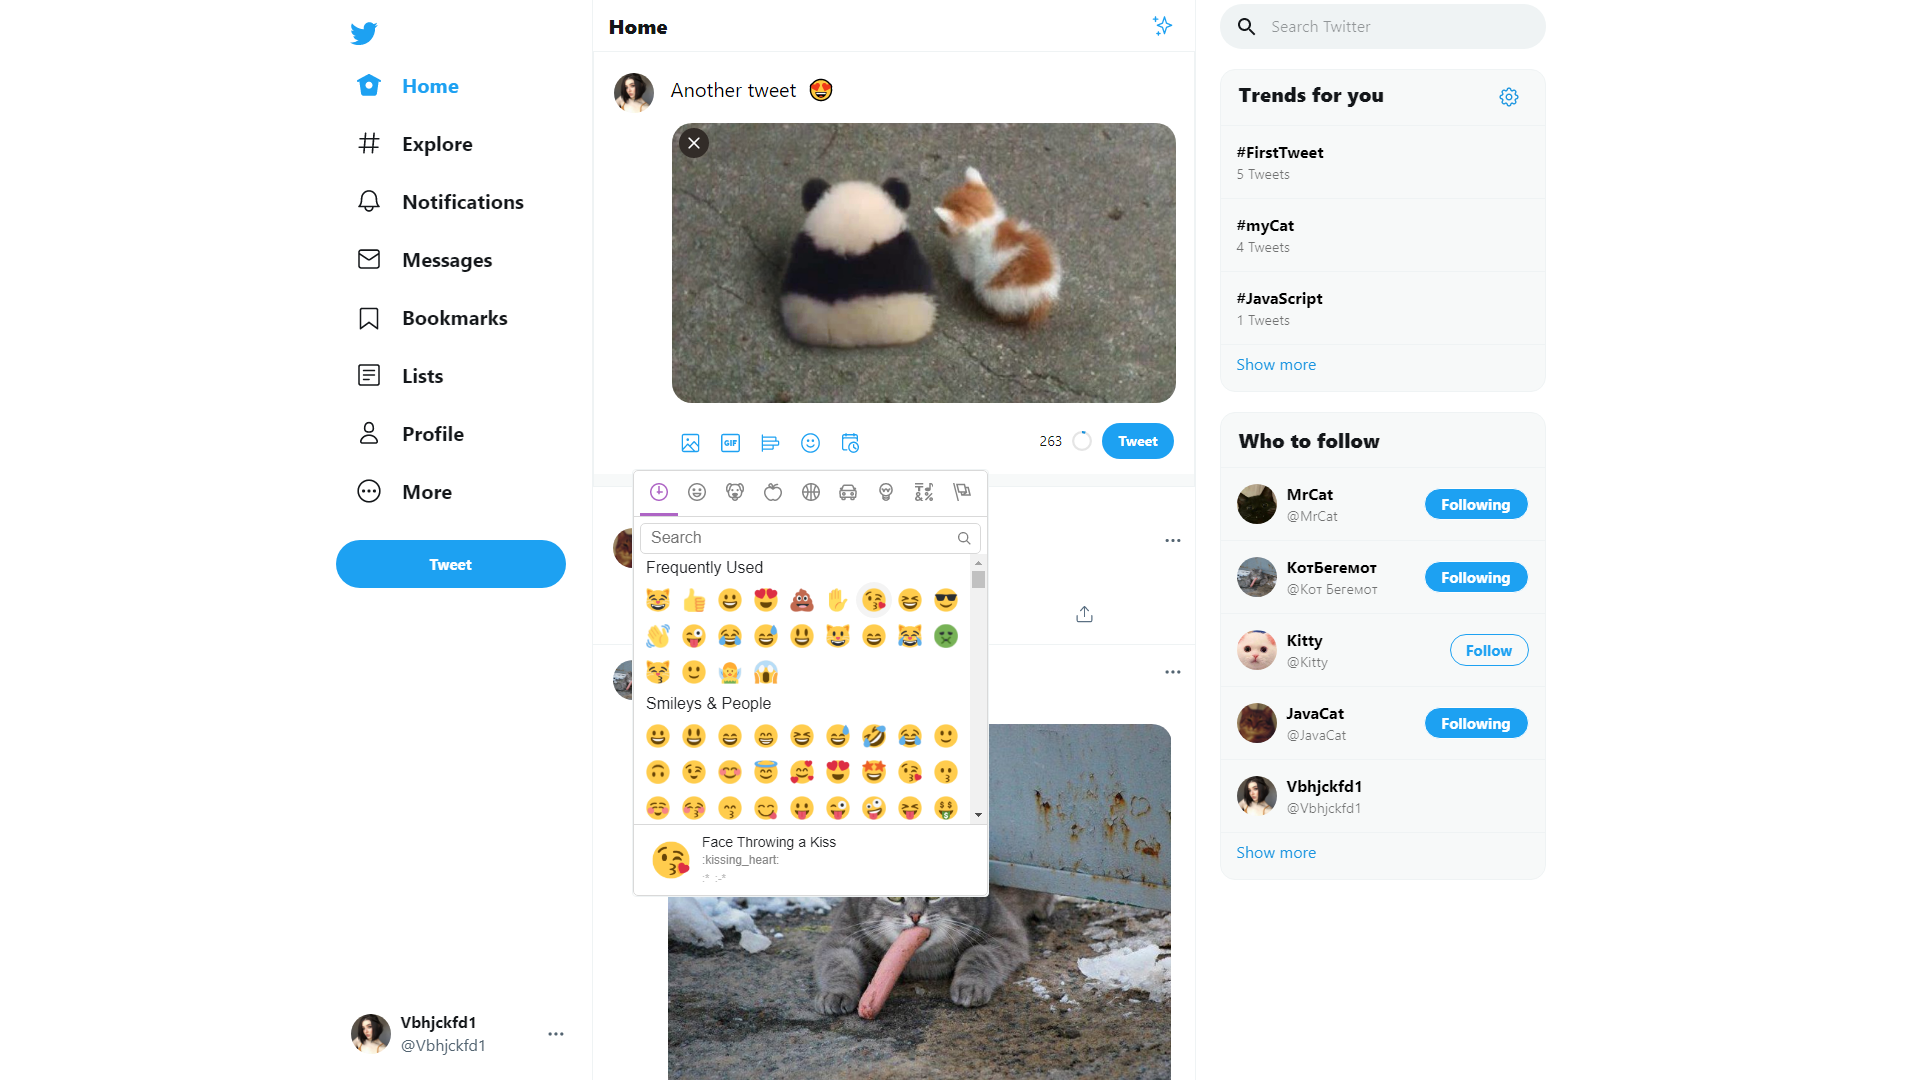 Home
Explore
Notifications
Messages
Bookmarks
Lists
Profile
More
Tweet
Vbhjckfd1
@Vbhjckfd1
Home
Another tweet 😍
GIF
263
Tweet
Search
Frequently Used
Smileys & People
Face Throwing a Kiss
:kissing_heart:
:* :-*
Search Twitter
Trends for you
#FirstTweet
5 Tweets
#myCat
4 Tweets
#JavaScript
1 Tweets
Show more
Who to follow
MrCat
@MrCat
Following
КотБегемот
@Кот Бегемот
Following
Kitty
@Kitty
Follow
JavaCat
@JavaCat
Following
Vbhjckfd1
@Vbhjckfd1
Show more